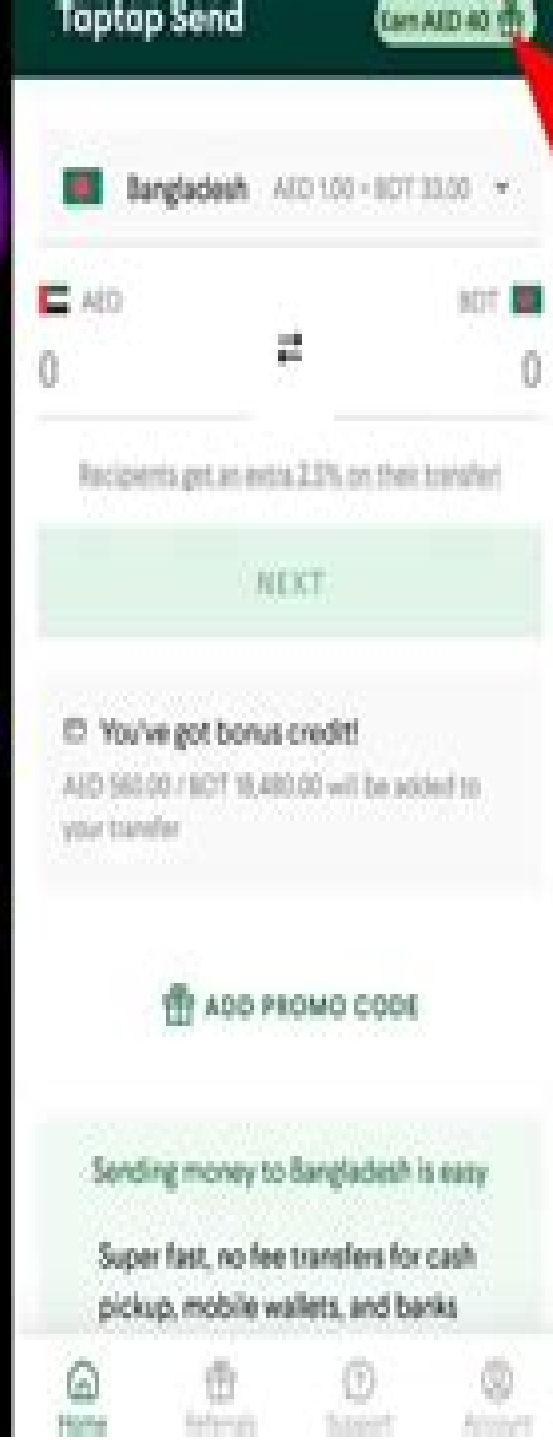 Taptap Send
Earn AED 40
Bangladesh AED 1.00 = BDT 33.00
AED BDT
0 0
Recipients get an extra 2.5% on their transfer!
NEXT
You've got bonus credit!
AED 560.00 / BDT 18,480.00 will be added to
your transfer
ADD PROMO CODE
Sending money to Bangladesh is easy
Super fast, no fee transfers for cash
pickup, mobile wallets, and banks
Home Referrals Support Account